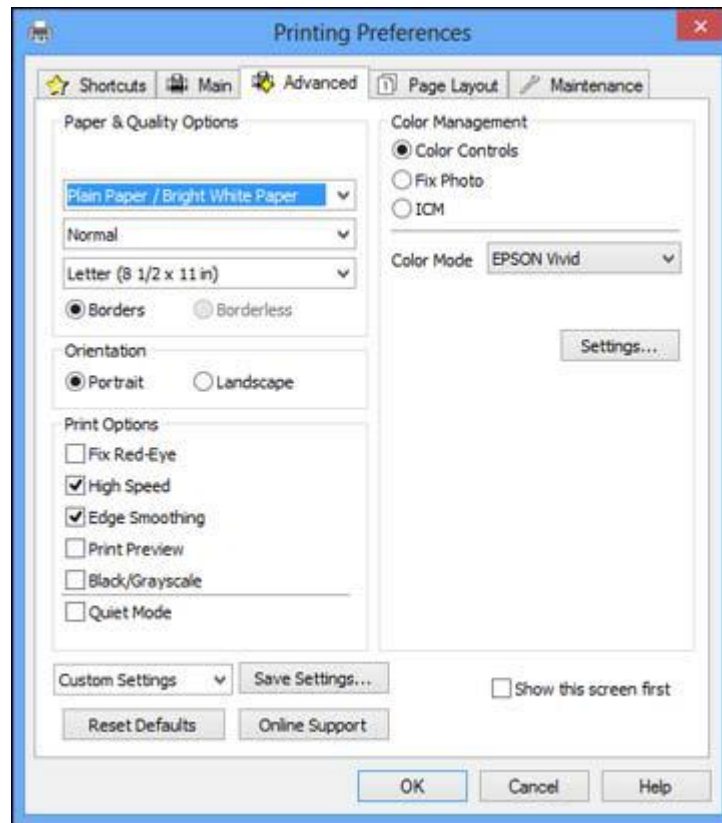 Printing Preferences
Shortcuts
Main
Advanced
Page Layout
Maintenance
Paper & Quality Options
Plain Paper / Bright White Paper
Normal
Letter (8 1/2 x 11 in)
Borders
Borderless
Orientation
Portrait
Landscape
Print Options
Fix Red-Eye
High Speed
Edge Smoothing
Print Preview
Black/Grayscale
Quiet Mode
Color Management
Color Controls
Fix Photo
ICM
Color Mode
EPSON Vivid
Settings...
Custom Settings
Save Settings...
Show this screen first
Reset Defaults
Online Support
OK
Cancel
Help